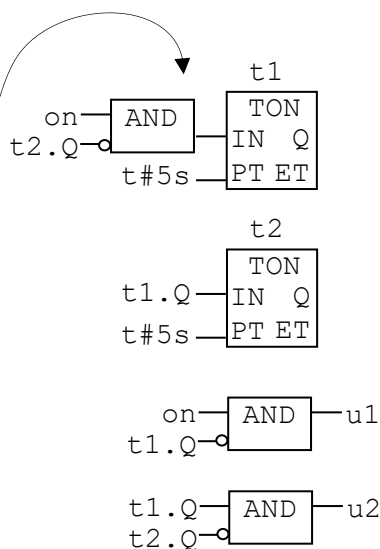 t1
TON
on AND
IN Q
t2.Q
t#5s PT ET
t2
TON
t1.Q IN Q
t#5s PT ET
on AND u1
t1.Q
t1.Q AND u2
t2.Q